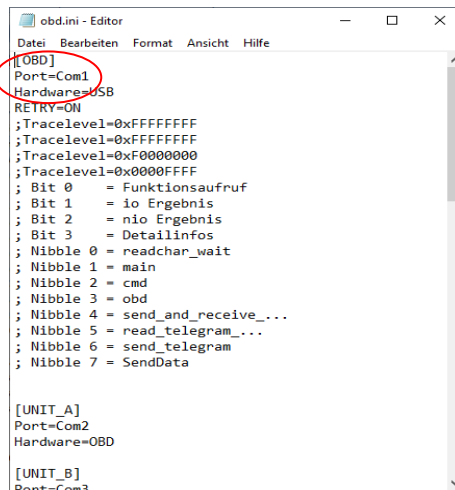 obd.ini - Editor
Datei Bearbeiten Format Ansicht Hilfe
[OBD]
Port=Com1
Hardware=USB
RETRY=ON
;Tracelevel=0xFFFFFFFF
;Tracelevel=0xFFFFFFFF
;Tracelevel=0xF0000000
;Tracelevel=0x0000FFFF
; Bit 0    = Funktionsaufruf
; Bit 1    = io Ergebnis
; Bit 2    = nio Ergebnis
; Bit 3    = Detailinfos
; Nibble 0 = readchar_wait
; Nibble 1 = main
; Nibble 2 = cmd
; Nibble 3 = obd
; Nibble 4 = send_and_receive_...
; Nibble 5 = read_telegram_...
; Nibble 6 = send_telegram
; Nibble 7 = SendData
[UNIT_A]
Port=Com2
Hardware=OBD
[UNIT_B]
Port=Com3